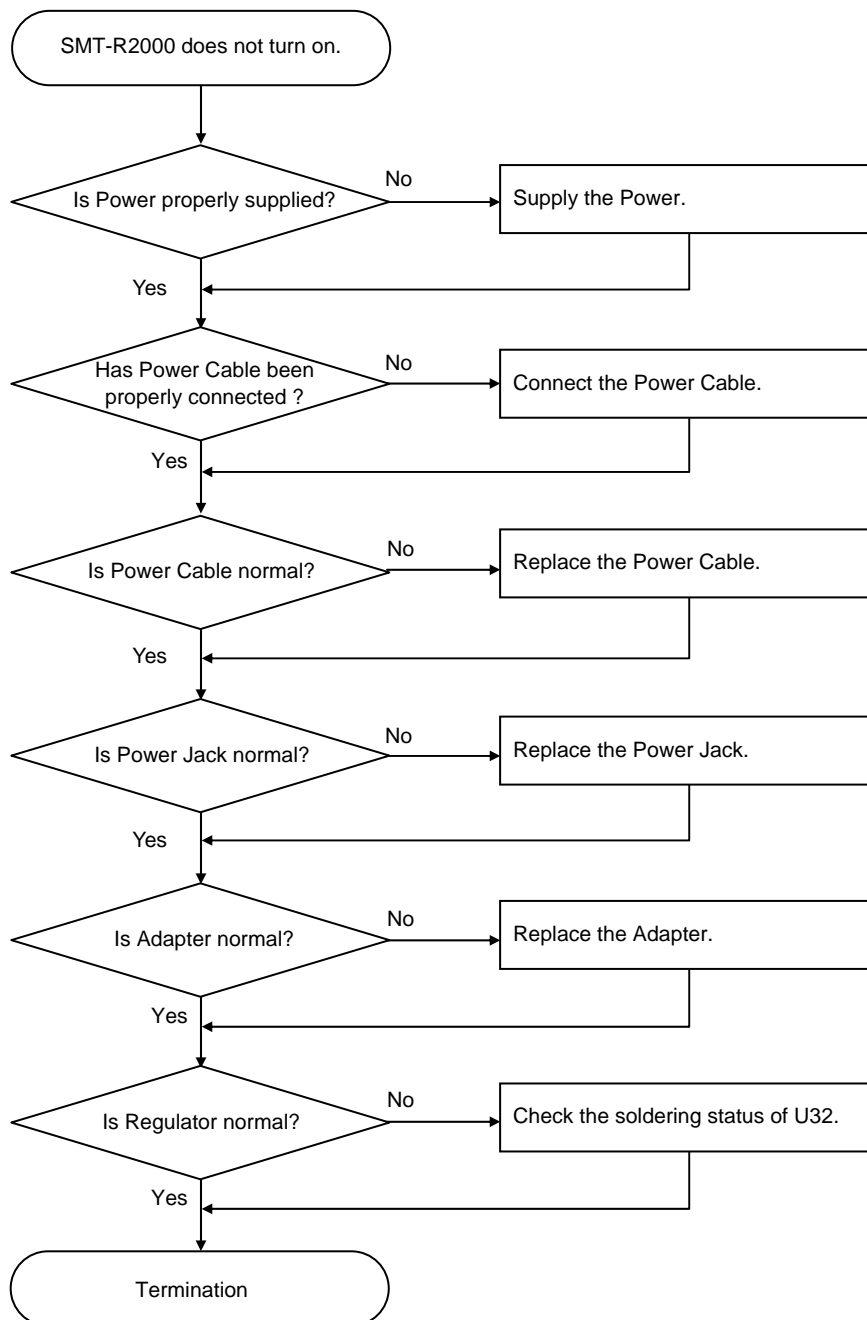 SMT-R2000 does not turn on.
Is Power properly supplied?
No
Supply the Power.
Yes
Has Power Cable been
properly connected ?
No
Connect the Power Cable.
Yes
Is Power Cable normal?
No
Replace the Power Cable.
Yes
Is Power Jack normal?
No
Replace the Power Jack.
Yes
Is Adapter normal?
No
Replace the Adapter.
Yes
Is Regulator normal?
No
Check the soldering status of U32.
Yes
Termination